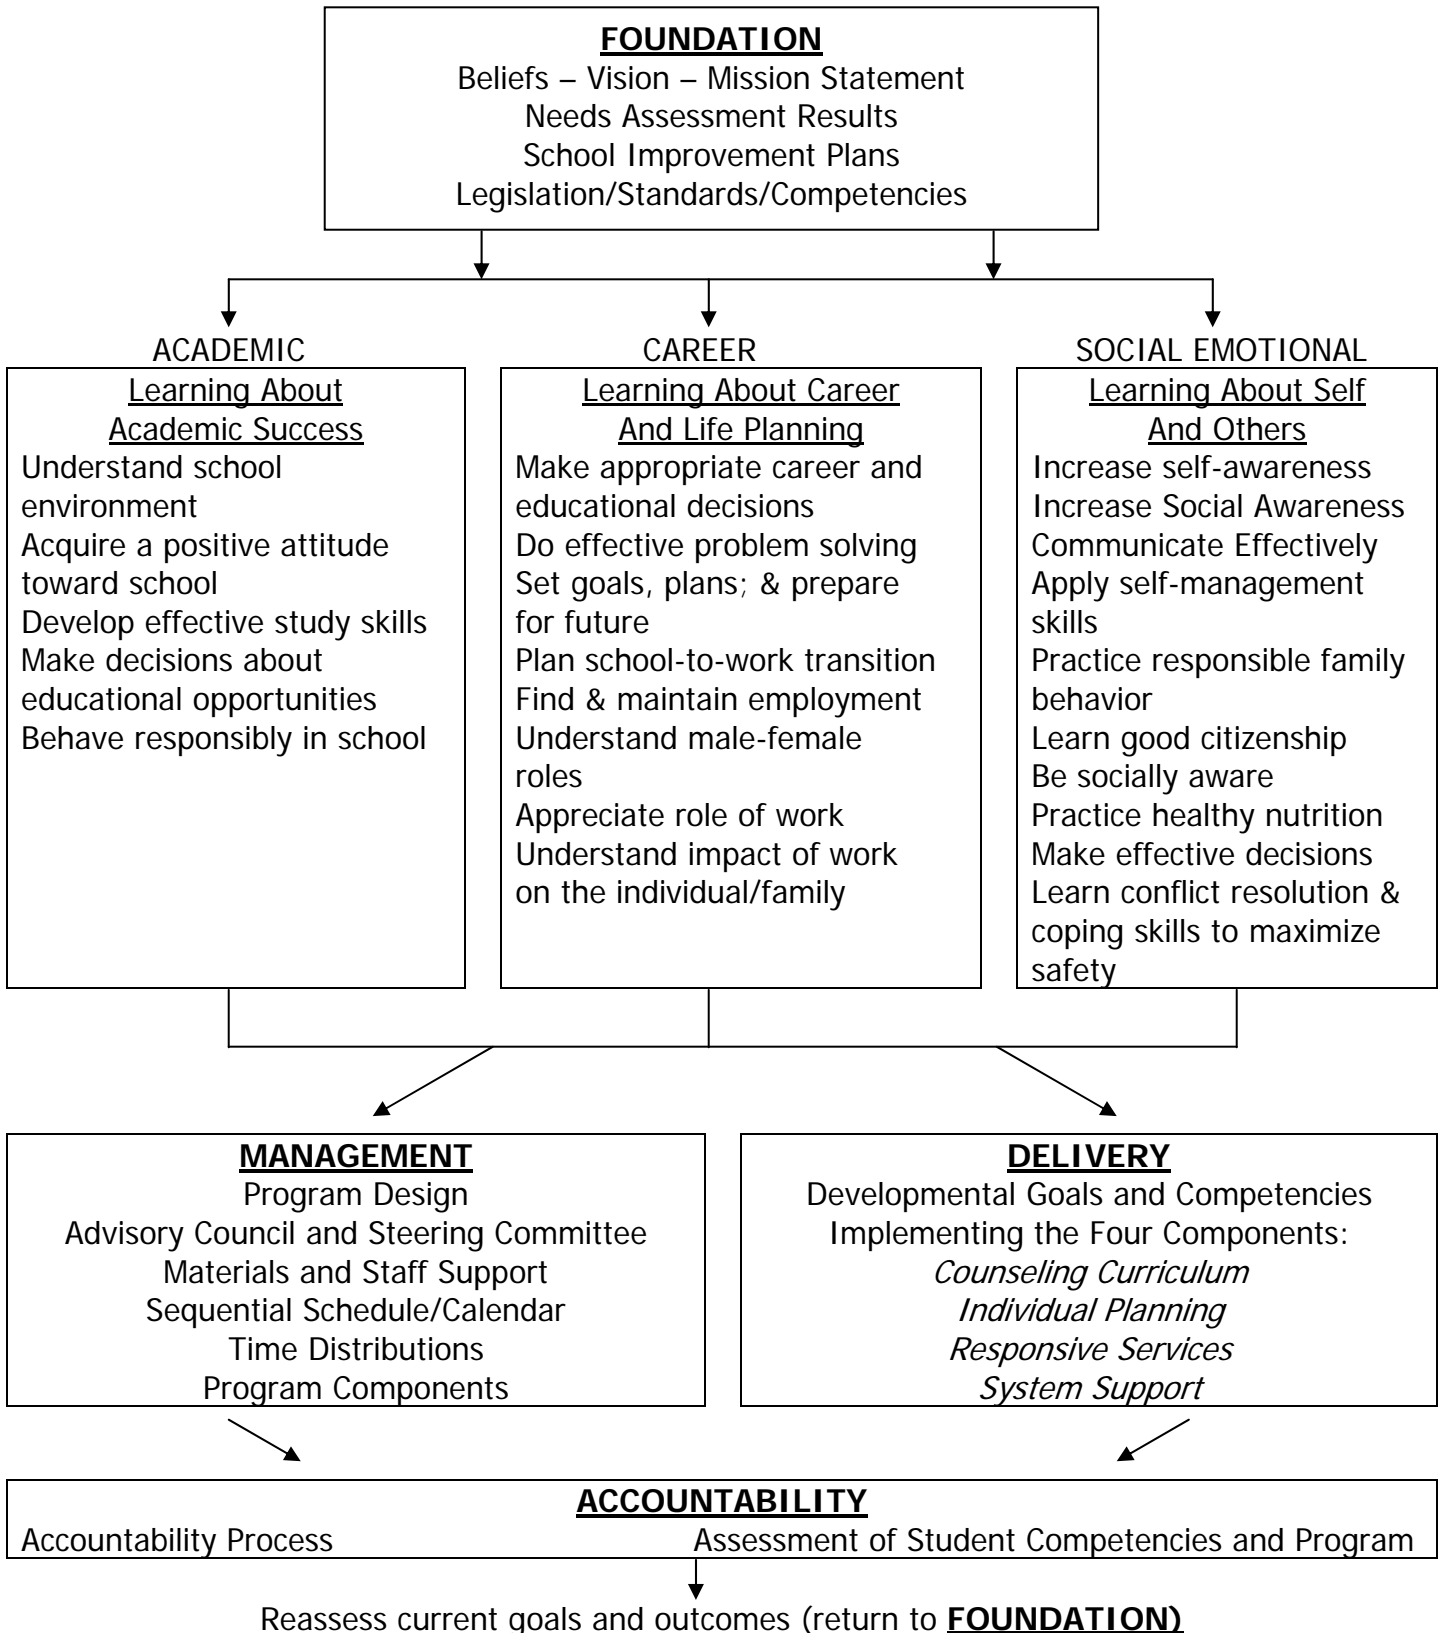 FOUNDATION
Beliefs – Vision – Mission Statement
Needs Assessment Results
School Improvement Plans
Legislation/Standards/Competencies
ACADEMIC
Learning About
Academic Success
Understand school
environment
Acquire a positive attitude
toward school
Develop effective study skills
Make decisions about
educational opportunities
Behave responsibly in school
CAREER
Learning About Career
And Life Planning
Make appropriate career and
educational decisions
Do effective problem solving
Set goals, plans; & prepare
for future
Plan school-to-work transition
Find & maintain employment
Understand male-female
roles
Appreciate role of work
Understand impact of work
on the individual/family
SOCIAL EMOTIONAL
Learning About Self
And Others
Increase self-awareness
Increase Social Awareness
Communicate Effectively
Apply self-management
skills
Practice responsible family
behavior
Learn good citizenship
Be socially aware
Practice healthy nutrition
Make effective decisions
Learn conflict resolution &
coping skills to maximize
safety
MANAGEMENT
Program Design
Advisory Council and Steering Committee
Materials and Staff Support
Sequential Schedule/Calendar
Time Distributions
Program Components
DELIVERY
Developmental Goals and Competencies
Implementing the Four Components:
Counseling Curriculum
Individual Planning
Responsive Services
System Support
ACCOUNTABILITY
Accountability Process Assessment of Student Competencies and Program
Reassess current goals and outcomes (return to FOUNDATION)